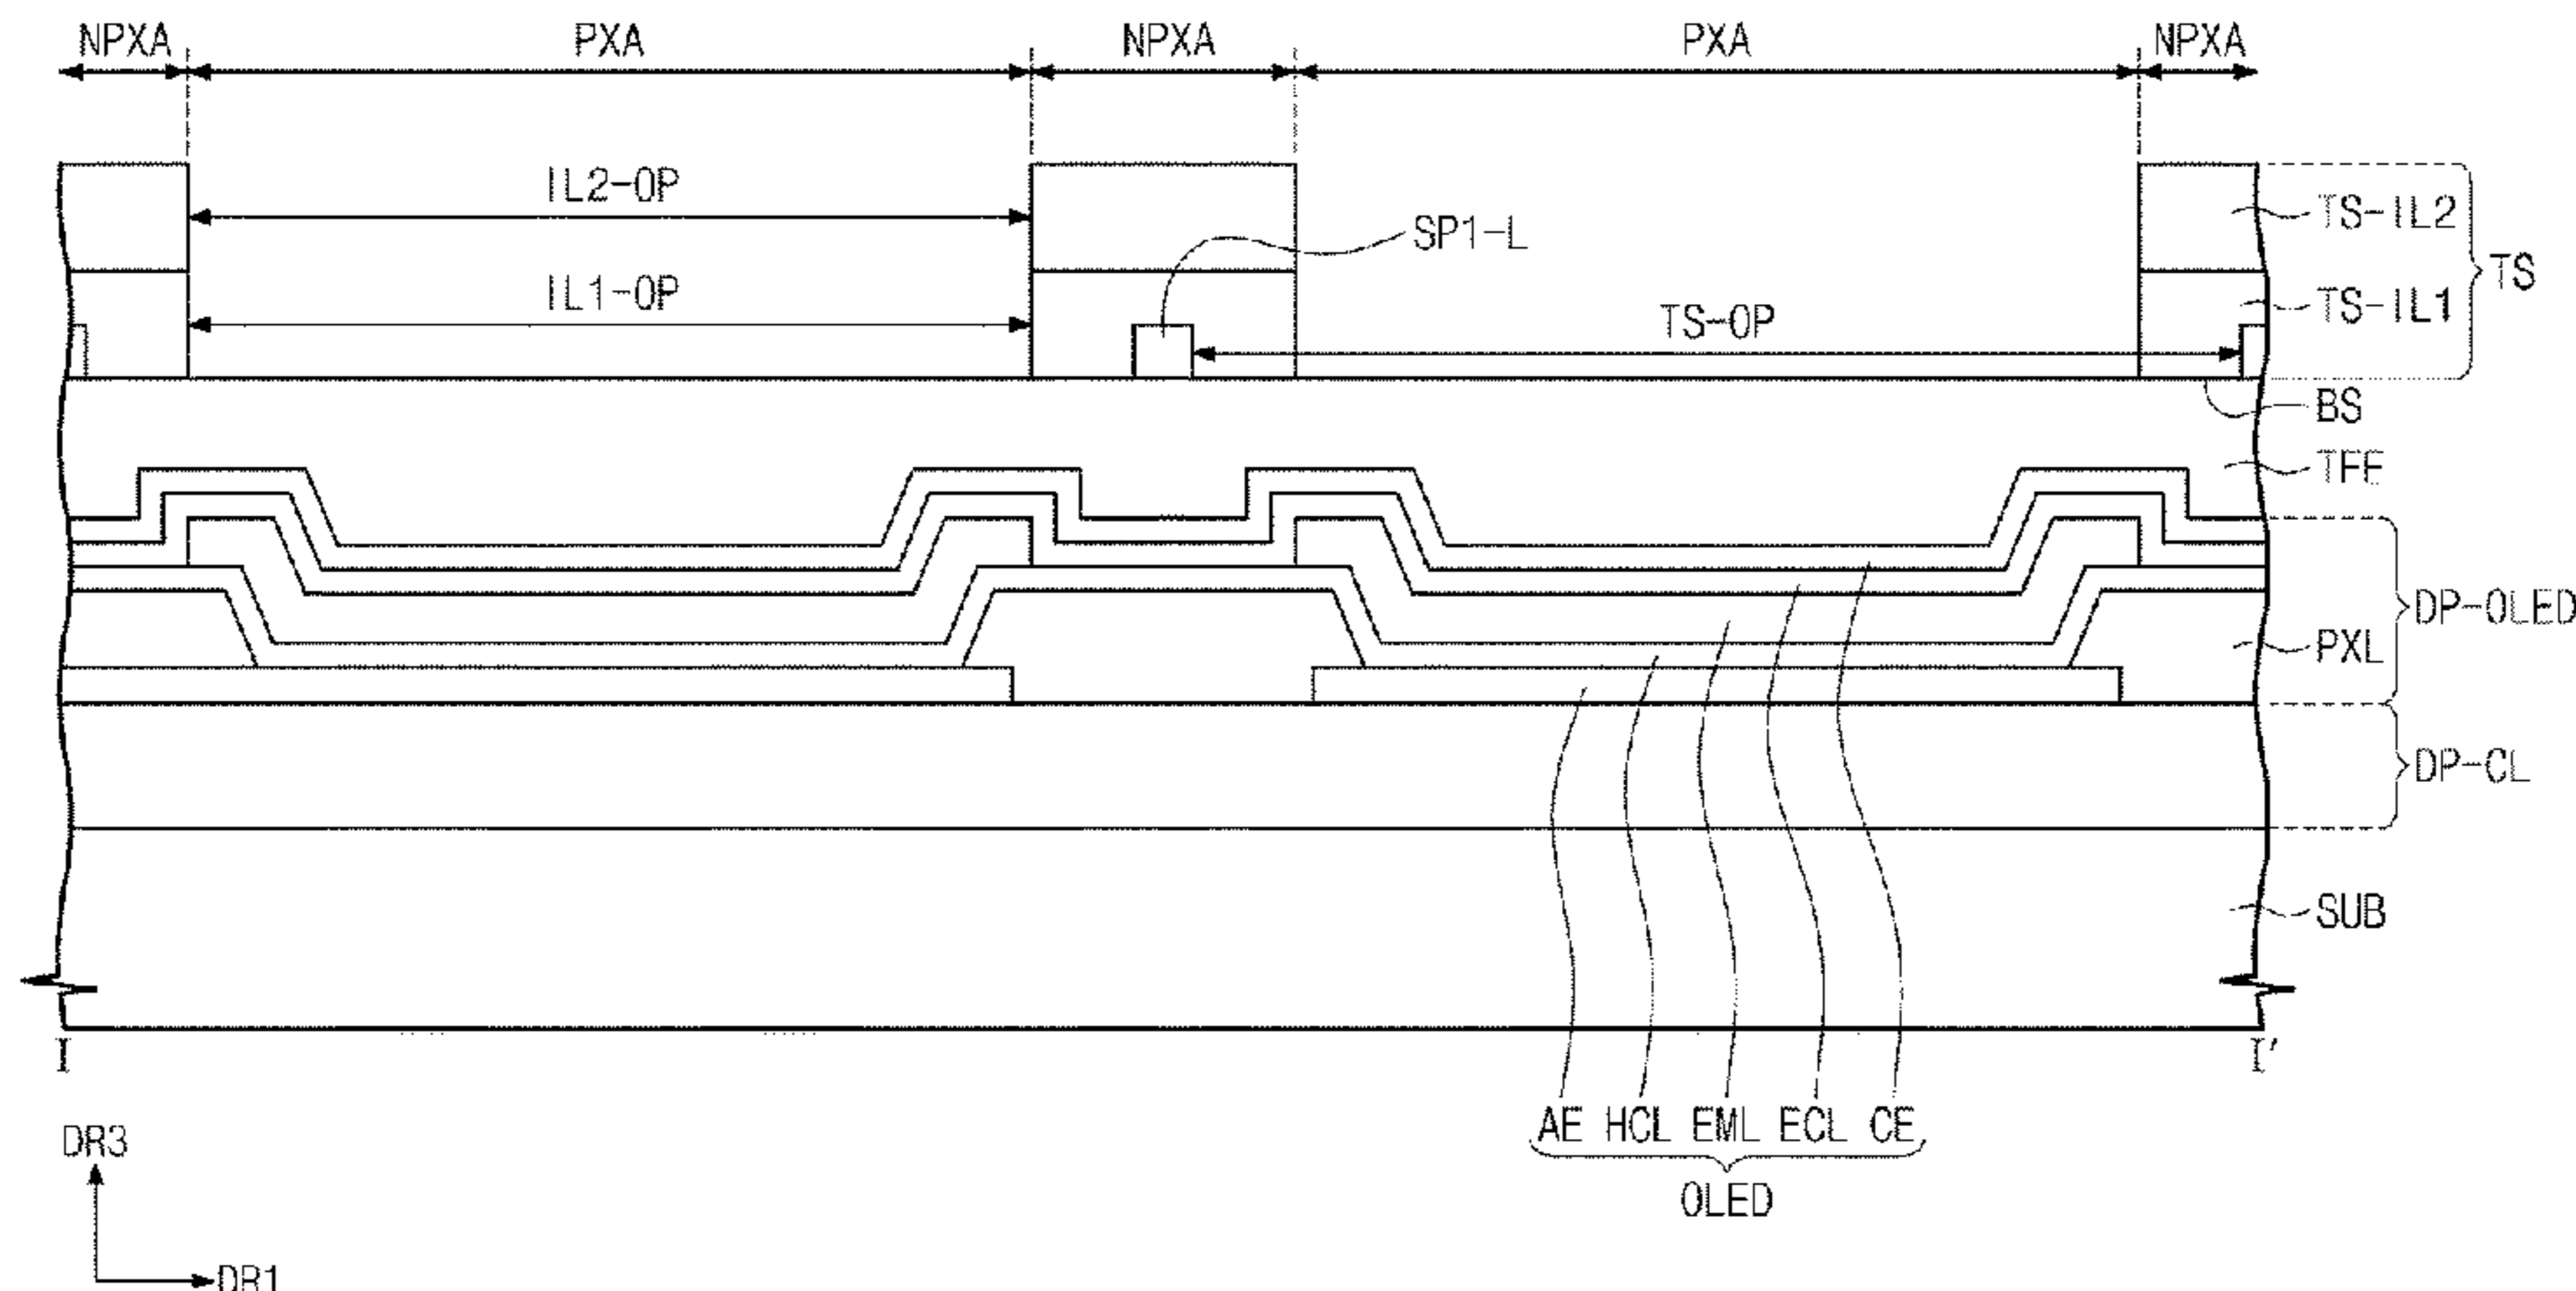 NPXA PXA NPXA PXA NPXA
IL2-OP
SP1-L
TS-IL2
TS
IL1-OP
TS-OP
TS-IL1
BS
TFE
DP-OLED
PXL
DP-CL
SUB
I I'
AE HCL EML ECL CE
OLED
DR3
DR1